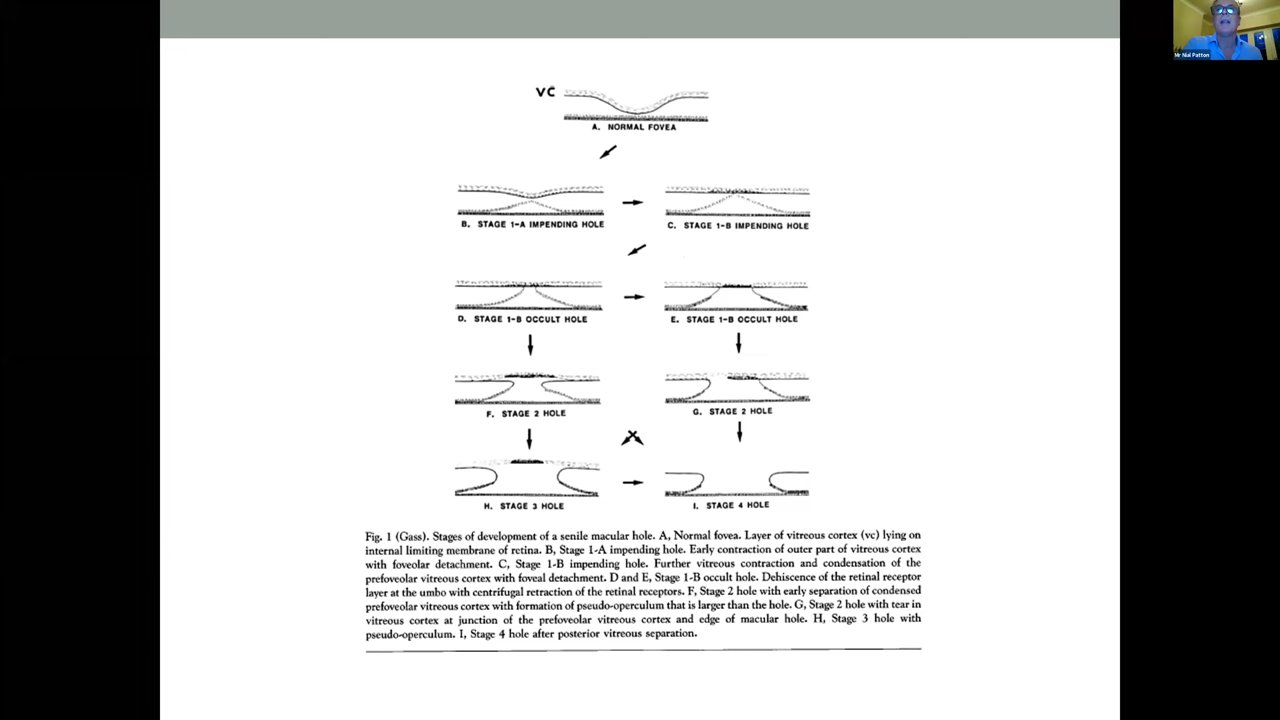 Mr Nial Patton
VC
A. NORMAL FOVEA
B. STAGE 1-A IMPENDING HOLE
C. STAGE 1-B IMPENDING HOLE
D. STAGE 1-B OCCULT HOLE
E. STAGE 1-B OCCULT HOLE
F. STAGE 2 HOLE
G. STAGE 2 HOLE
H. STAGE 3 HOLE
I. STAGE 4 HOLE
Fig. 1 (Gass). Stages of development of a senile macular hole. A, Normal fovea. Layer of vitreous cortex (vc) lying on
internal limiting membrane of retina. B, Stage 1-A impending hole. Early contraction of outer part of vitreous cortex
with foveolar detachment. C, Stage 1-B impending hole. Further vitreous contraction and condensation of the
prefoveolar vitreous cortex with foveal detachment. D and E, Stage 1-B occult hole. Dehiscence of the retinal receptor
layer at the umbo with centrifugal retraction of the retinal receptors. F, Stage 2 hole with early separation of condensed
prefoveolar vitreous cortex with formation of pseudo-operculum that is larger than the hole. G, Stage 2 hole with tear in
vitreous cortex at junction of the prefoveolar vitreous cortex and edge of macular hole. H, Stage 3 hole with
pseudo-operculum. I, Stage 4 hole after posterior vitreous separation.